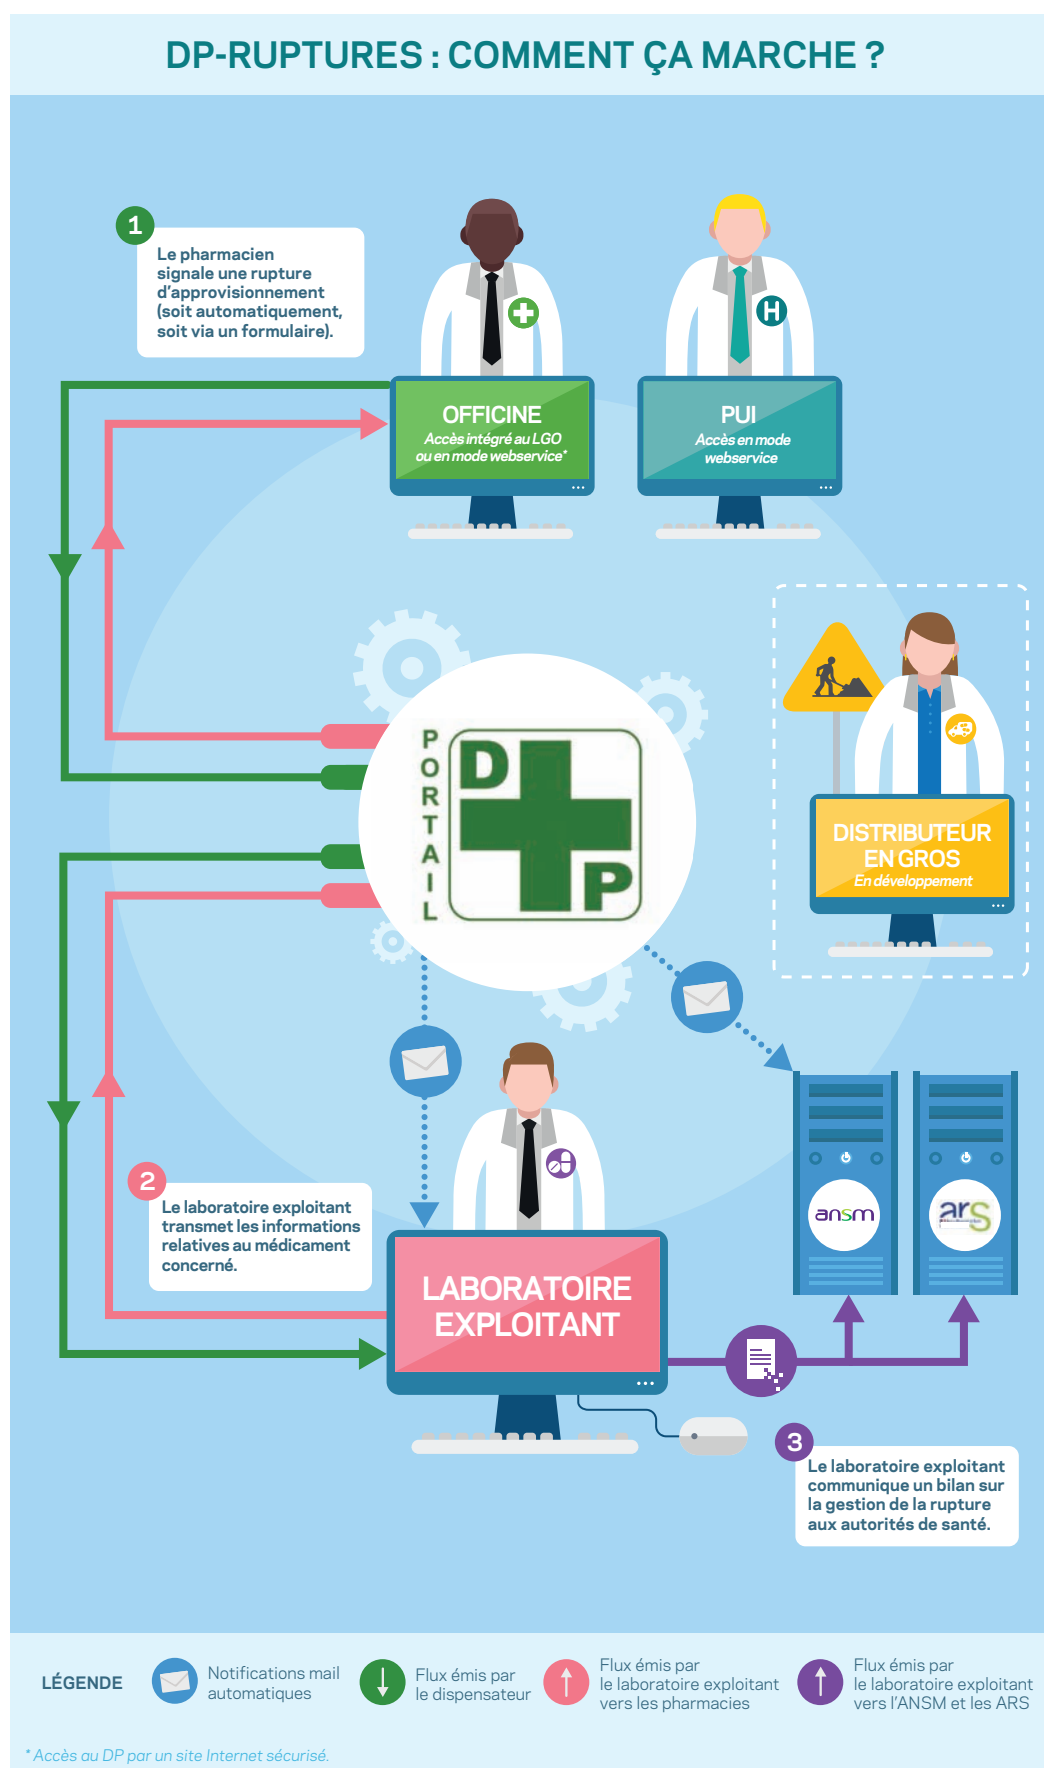 DP-RUPTURES : COMMENT ÇA MARCHE ?
1
Le pharmacien
signale une rupture
d'approvisionnement
(soit automatiquement,
soit via un formulaire).
H
OFFICINE
Accès intégré au LGO
ou en mode webservice*
PUI
Accès en mode
webservice
PORTAIL
D
P
DISTRIBUTEUR
EN GROS
En développement
2
Le laboratoire exploitant
transmet les informations
relatives au médicament
concerné.
LABORATOIRE
EXPLOITANT
ansm
ars
3
Le laboratoire exploitant
communique un bilan sur
la gestion de la rupture
aux autorités de santé.
LÉGENDE
Notifications mail
automatiques
Flux émis par
le dispensateur
Flux émis par
le laboratoire exploitant
vers les pharmacies
Flux émis par
le laboratoire exploitant
vers l'ANSM et les ARS
* Accès au DP par un site Internet sécurisé.